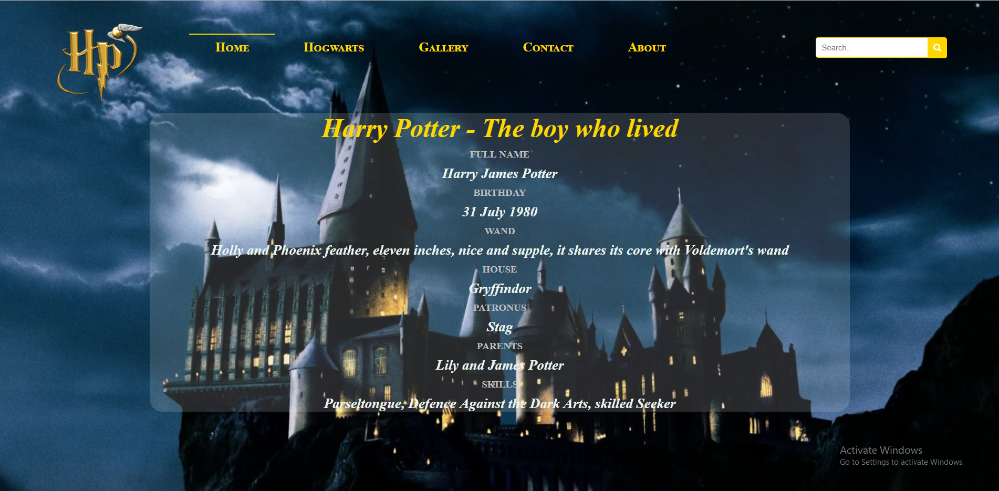 HP
Home Hogwarts Gallery Contact About Search..
Harry Potter - The boy who lived
FULL NAME
Harry James Potter
BIRTHDAY
31 July 1980
WAND
Holly and Phoenix feather, eleven inches, nice and supple, it shares its core with Voldemort's wand
HOUSE
Gryffindor
PATRONUS
Stag
PARENTS
Lily and James Potter
SKILLS
Parseltongue, Defence Against the Dark Arts, skilled Seeker
Activate Windows
Go to Settings to activate Windows.